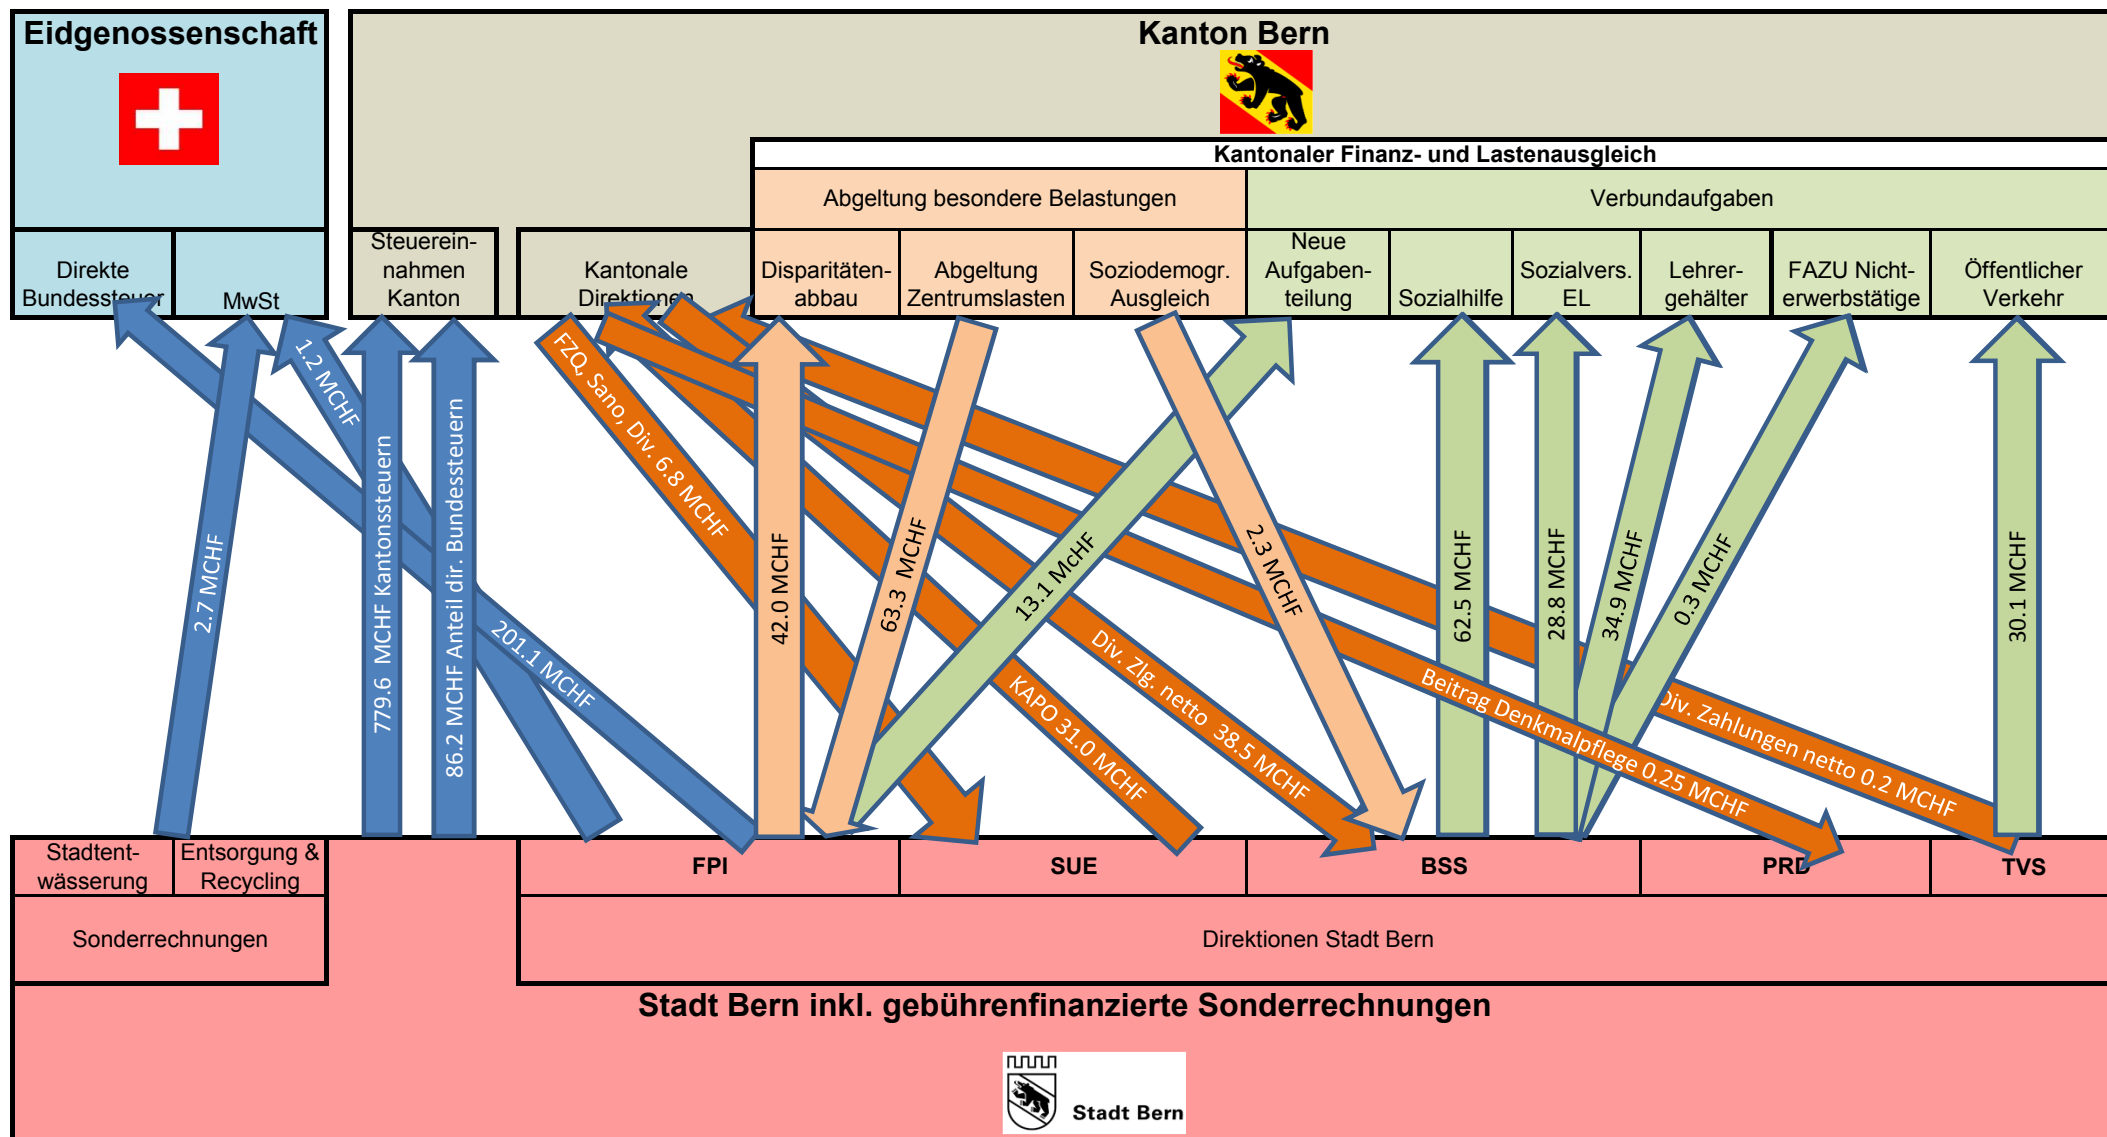 Eidgenossenschaft
Kanton Bern
Kantonaler Finanz- und Lastenausgleich
Abgeltung besondere Belastungen
Verbundaufgaben
Direkte
Bundessteuer
MwSt
Steuerein-
nahmen
Kanton
Kantonale
Direktionen
Disparitäten-
abbau
Abgeltung
Zentrumslasten
Soziodemogr.
Ausgleich
Neue
Aufgaben-
teilung
Sozialhilfe
Sozialvers.
EL
Lehrer-
gehälter
FAZU Nicht-
erwerbstätige
Öffentlicher
Verkehr
2.7 MCHF
1.2 MCHF
201.1 MCHF
779.6 MCHF Kantonssteuern
86.2 MCHF Anteil dir. Bundessteuern
FZQ, Sano, Div. 6.8 MCHF
42.0 MCHF
63.3 MCHF
13.1 McHF
KAPO 31.0 MCHF
Div. Zlg. netto 38.5 MCHF
2.3 MCHF
62.5 MCHF
28.8 MCHF
34.9 MCHF
0.3 MCHF
Beitrag Denkmalpflege 0.25 MCHF
Div. Zahlungen netto 0.2 MCHF
30.1 MCHF
Stadtent-
wässerung
Entsorgung &
Recycling
FPI
SUE
BSS
PRD
TVS
Sonderrechnungen
Direktionen Stadt Bern
Stadt Bern inkl. gebührenfinanzierte Sonderrechnungen
Stadt Bern